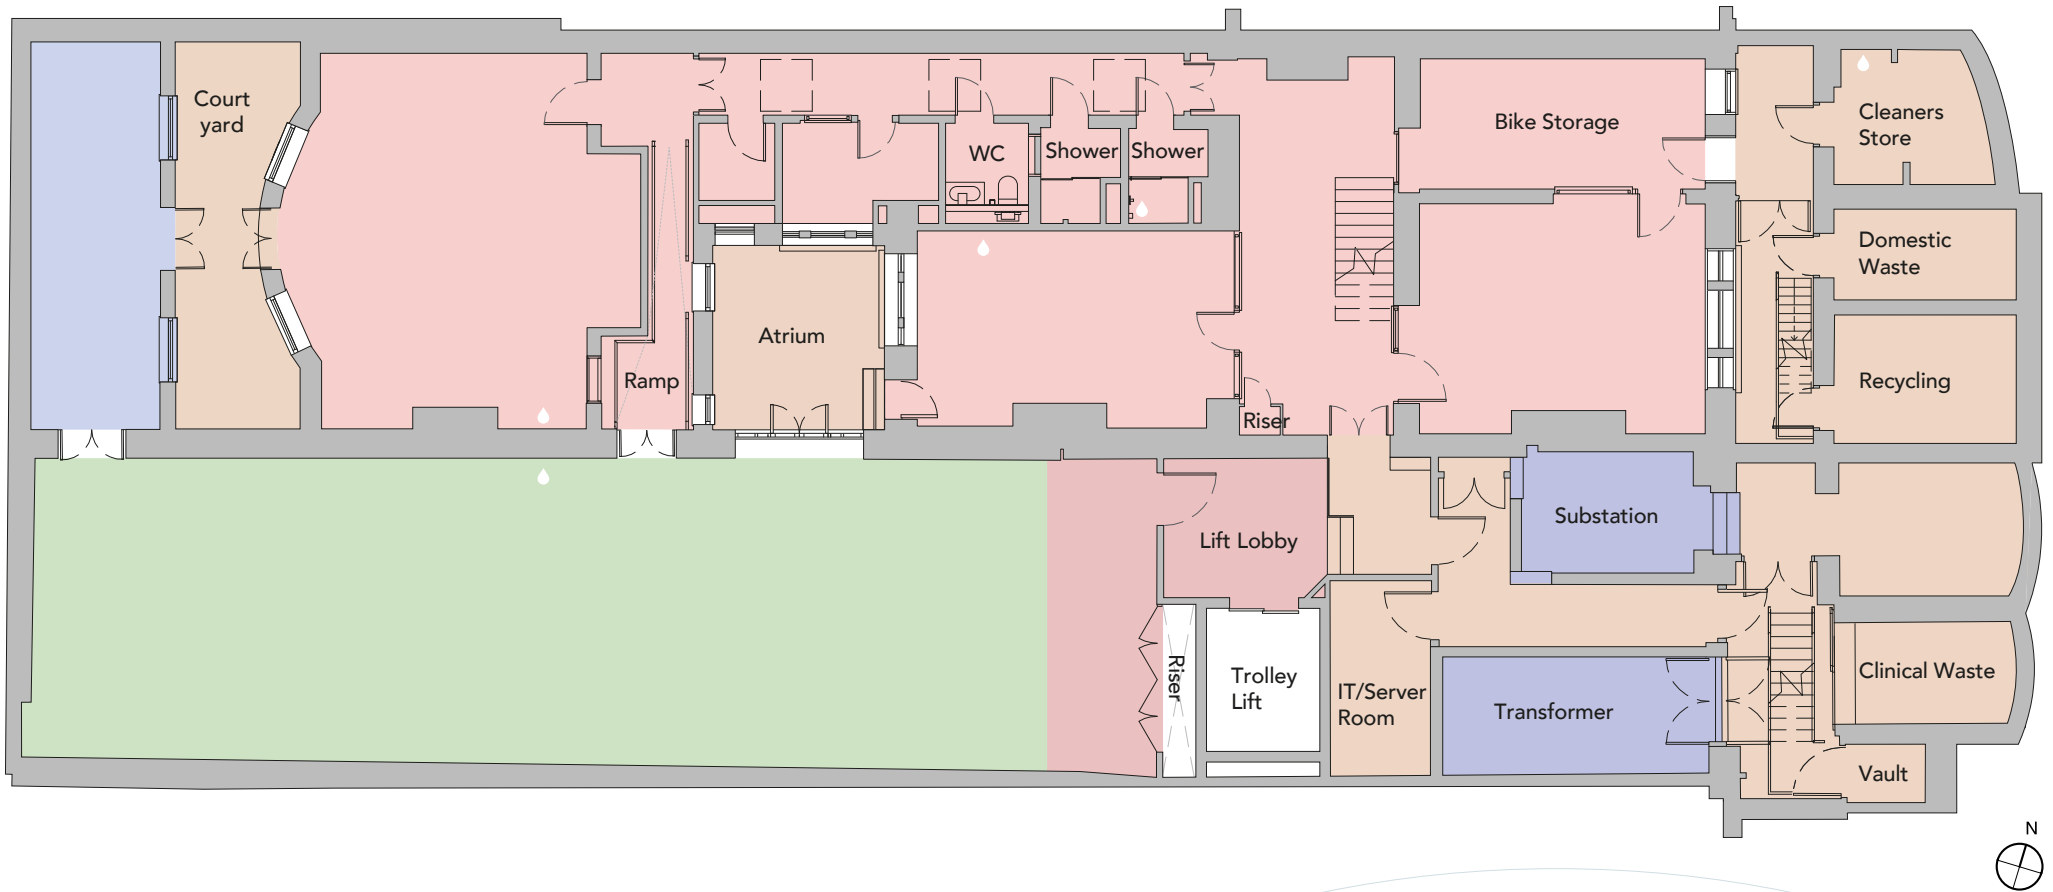 Court
yard
WC
Shower
Shower
Bike Storage
Cleaners
Store
Domestic
Waste
Atrium
Ramp
Riser
Recycling
Lift Lobby
Substation
Riser
Trolley
Lift
IT/Server
Room
Transformer
Clinical Waste
Vault
N